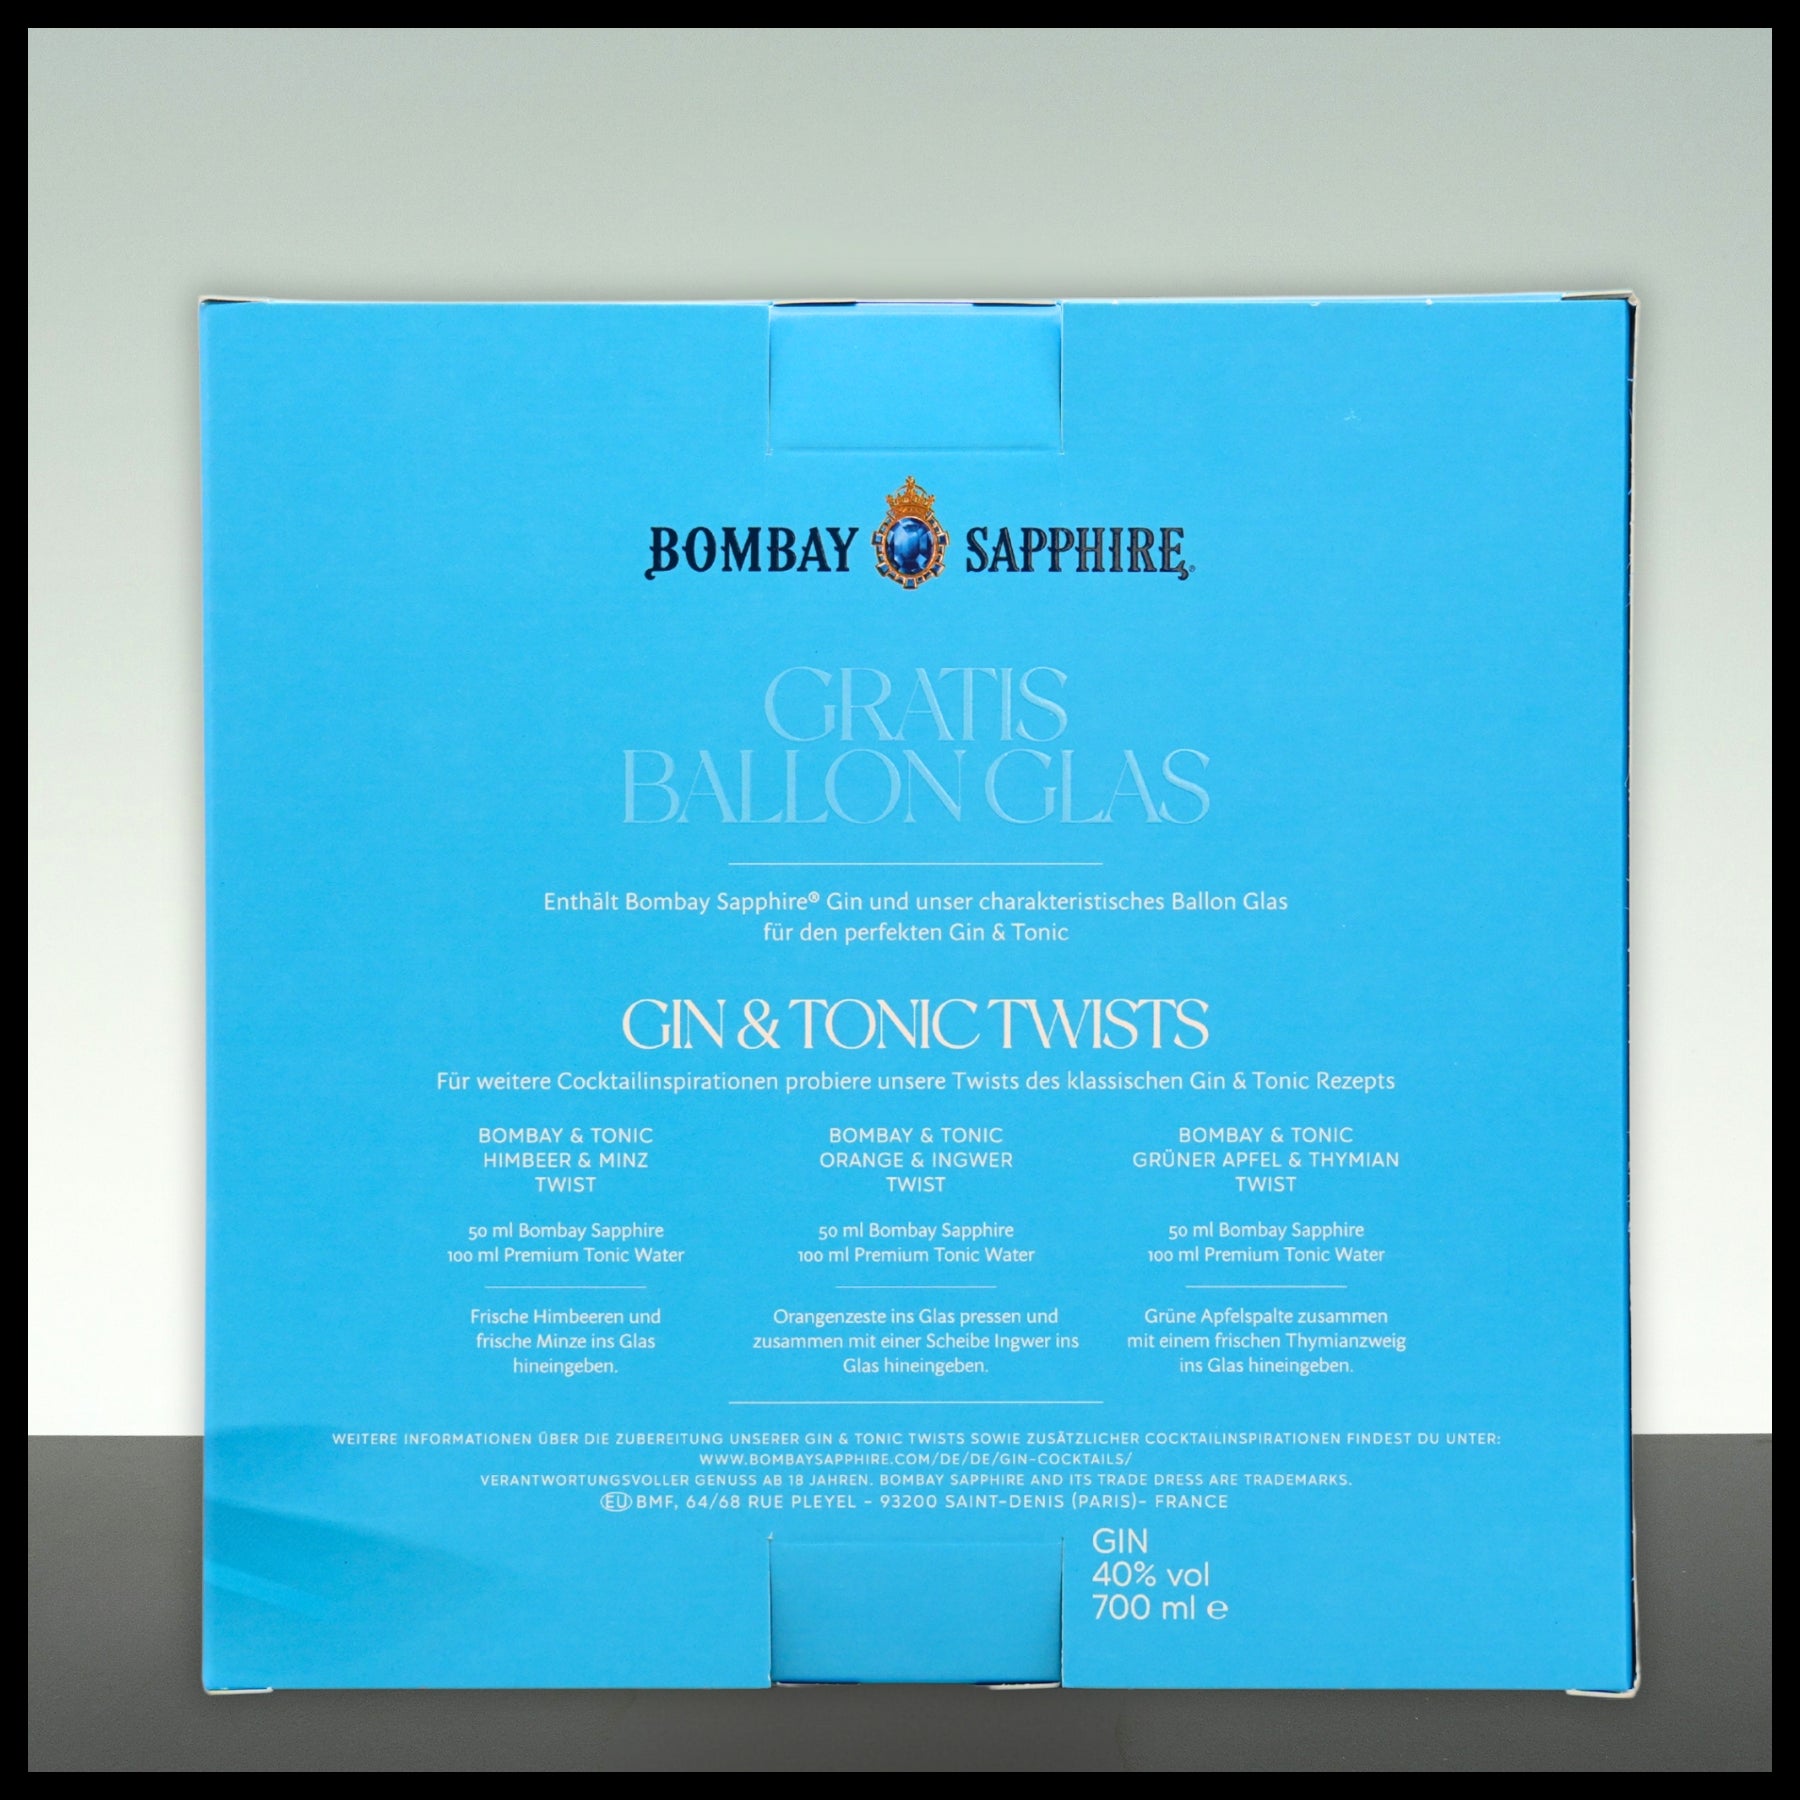 BOMBAY SAPPHIRE®
GRATIS
BALLON GLAS
Enthält Bombay Sapphire® Gin und unser charakteristisches Ballon Glas
für den perfekten Gin & Tonic
GIN & TONIC TWISTS
Für weitere Cocktailinspirationen probiere unsere Twists des klassischen Gin & Tonic Rezepts
BOMBAY & TONIC
HIMBEER & MINZ
TWIST
50 ml Bombay Sapphire
100 ml Premium Tonic Water
Frische Himbeeren und
frische Minze ins Glas
hineingeben.
BOMBAY & TONIC
ORANGE & INGWER
TWIST
50 ml Bombay Sapphire
100 ml Premium Tonic Water
Orangenzeste ins Glas pressen und
zusammen mit einer Scheibe Ingwer ins
Glas hineingeben.
BOMBAY & TONIC
GRÜNER APFEL & THYMIAN
TWIST
50 ml Bombay Sapphire
100 ml Premium Tonic Water
Grüne Apfelspalte zusammen
mit einem frischen Thymianzweig
ins Glas hineingeben.
WEITERE INFORMATIONEN ÜBER DIE ZUBEREITUNG UNSERER GIN & TONIC TWISTS SOWIE ZUSÄTZLICHER COCKTAILINSPIRATIONEN FINDEST DU UNTER:
WWW.BOMBAYSAPPHIRE.COM/DE/DE/GIN-COCKTAILS/
VERANTWORTUNGSVOLLER GENUSS AB 18 JAHREN. BOMBAY SAPPHIRE AND ITS TRADE DRESS ARE TRADEMARKS.
EU BMF, 64/68 RUE PLEYEL - 93200 SAINT-DENIS (PARIS)- FRANCE
GIN
40% vol
700 ml ℮